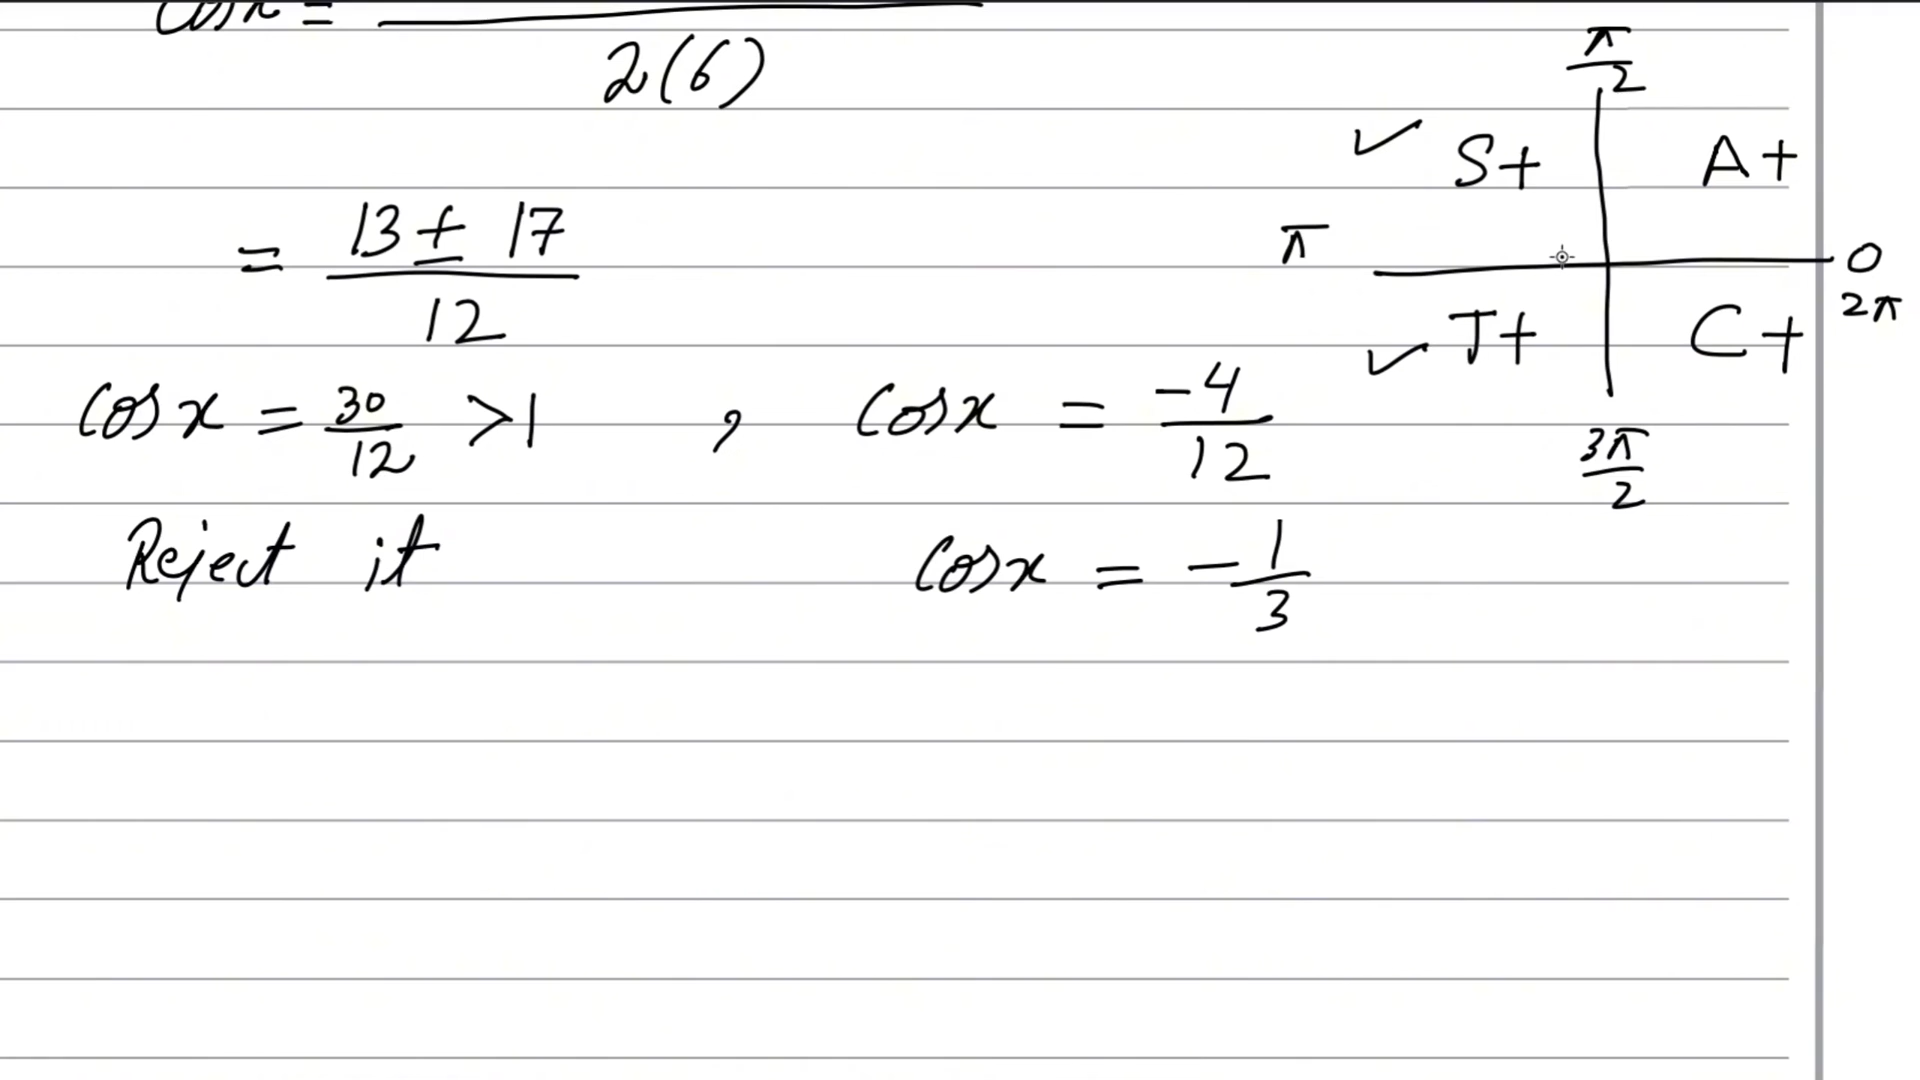 cos x =
2(6)
= 13 ± 17 / 12
cos x = 30/12 > 1 , cos x = -4/12
Reject it cos x = -1/3
π/2
✓ S+ A+
π 0
2π
✓ T+ C+
3π/2